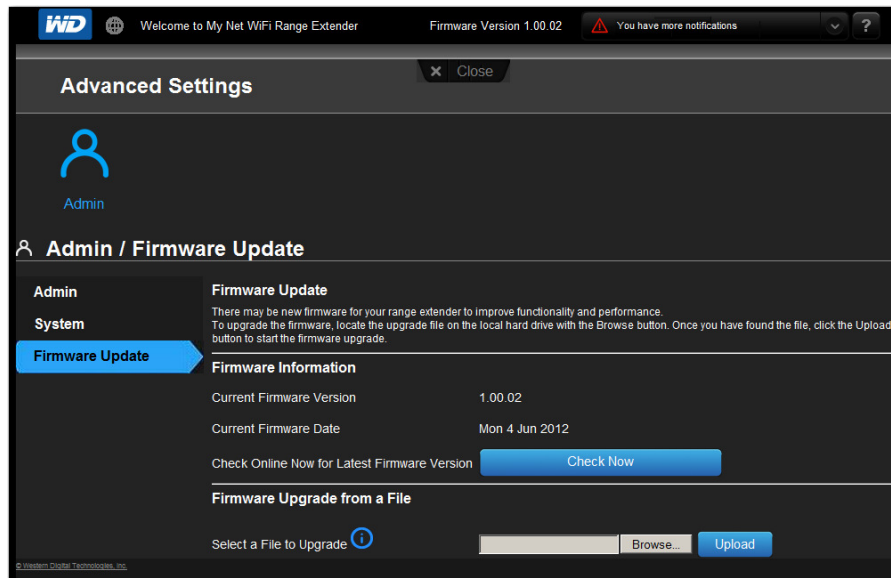 WD Welcome to My Net WiFi Range Extender Firmware Version 1.00.02 You have more notifications ?
× Close
Advanced Settings
Admin
Admin / Firmware Update
Admin
System
Firmware Update
Firmware Update
There may be new firmware for your range extender to improve functionality and performance.
To upgrade the firmware, locate the upgrade file on the local hard drive with the Browse button. Once you have found the file, click the Upload
button to start the firmware upgrade.
Firmware Information
Current Firmware Version 1.00.02
Current Firmware Date Mon 4 Jun 2012
Check Online Now for Latest Firmware Version Check Now
Firmware Upgrade from a File
Select a File to Upgrade i Browse... Upload
© Western Digital Technologies, Inc.